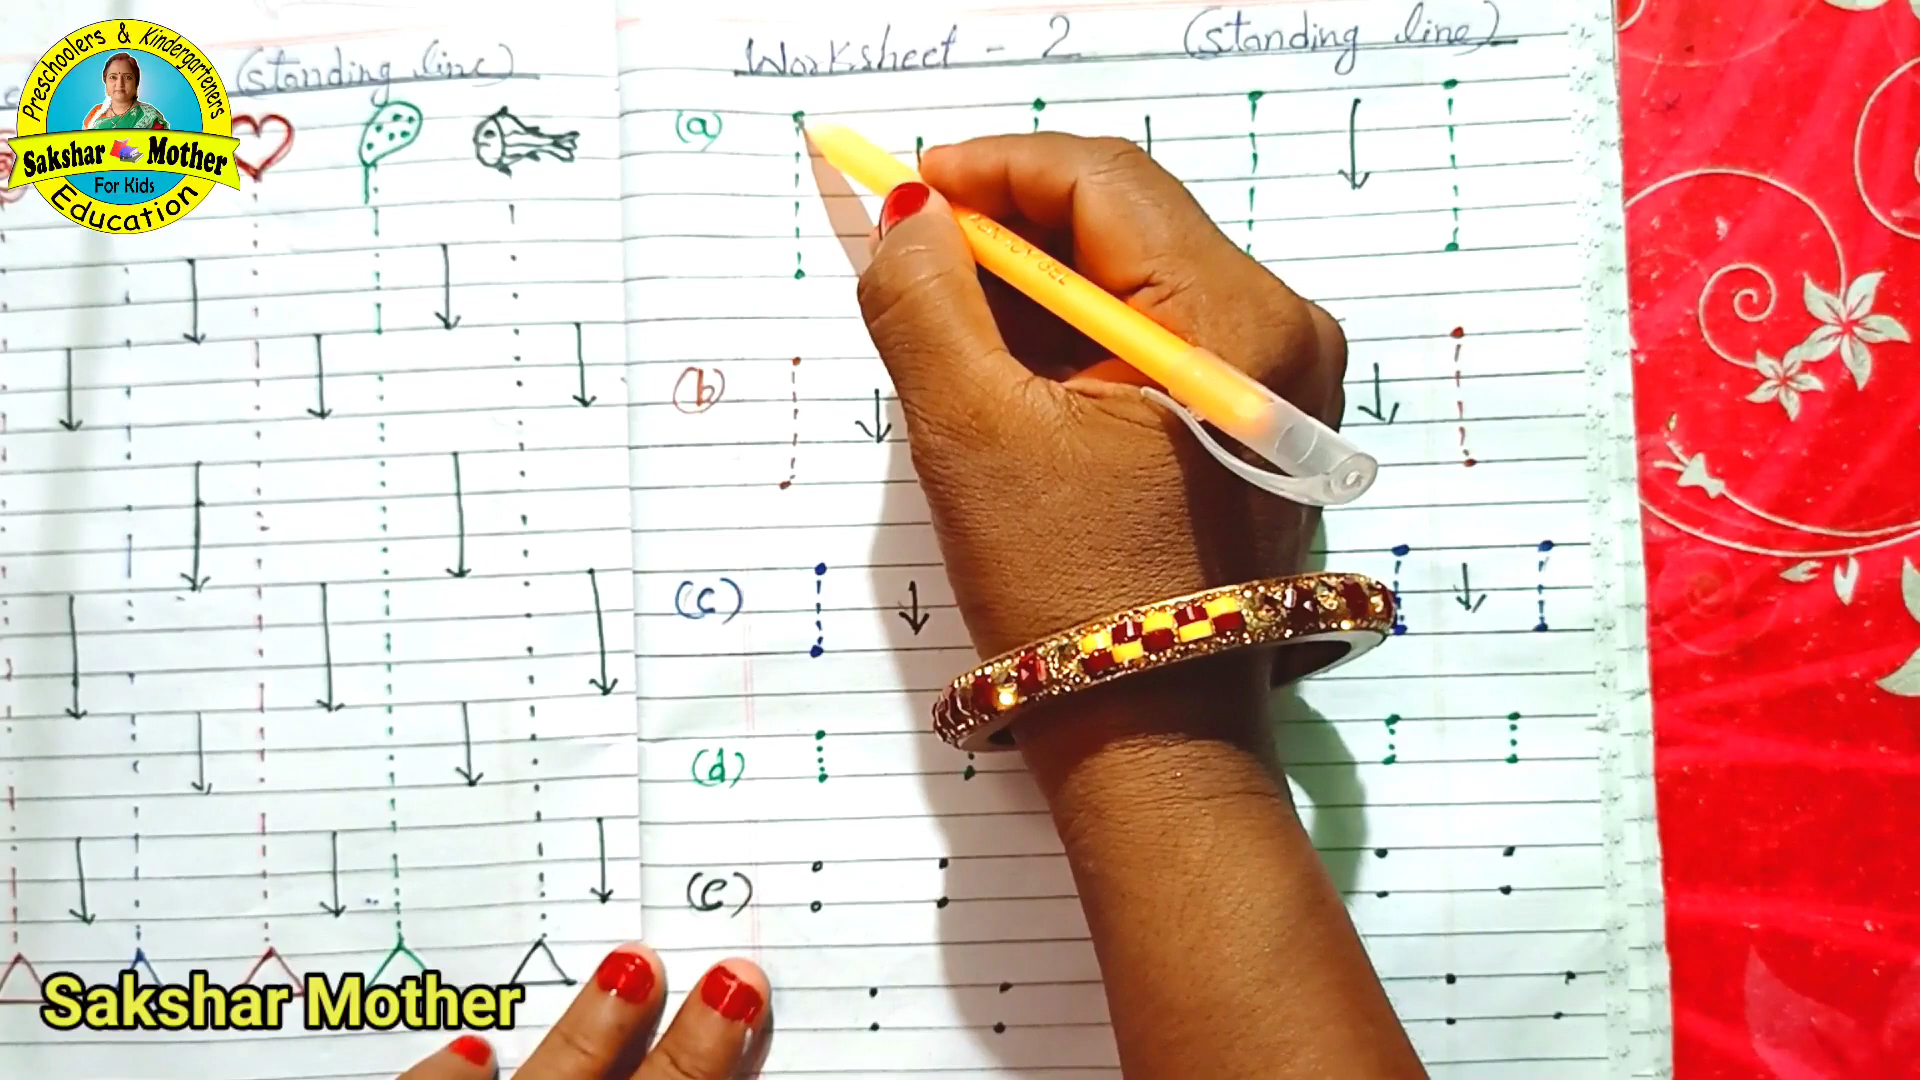 Preschoolers & Kindergarteners
Sakshar Mother
For Kids
Education
(standing line)
Worksheet - 2 (standing line)
(a)
(b)
(c)
(d)
(e)
Sakshar Mother